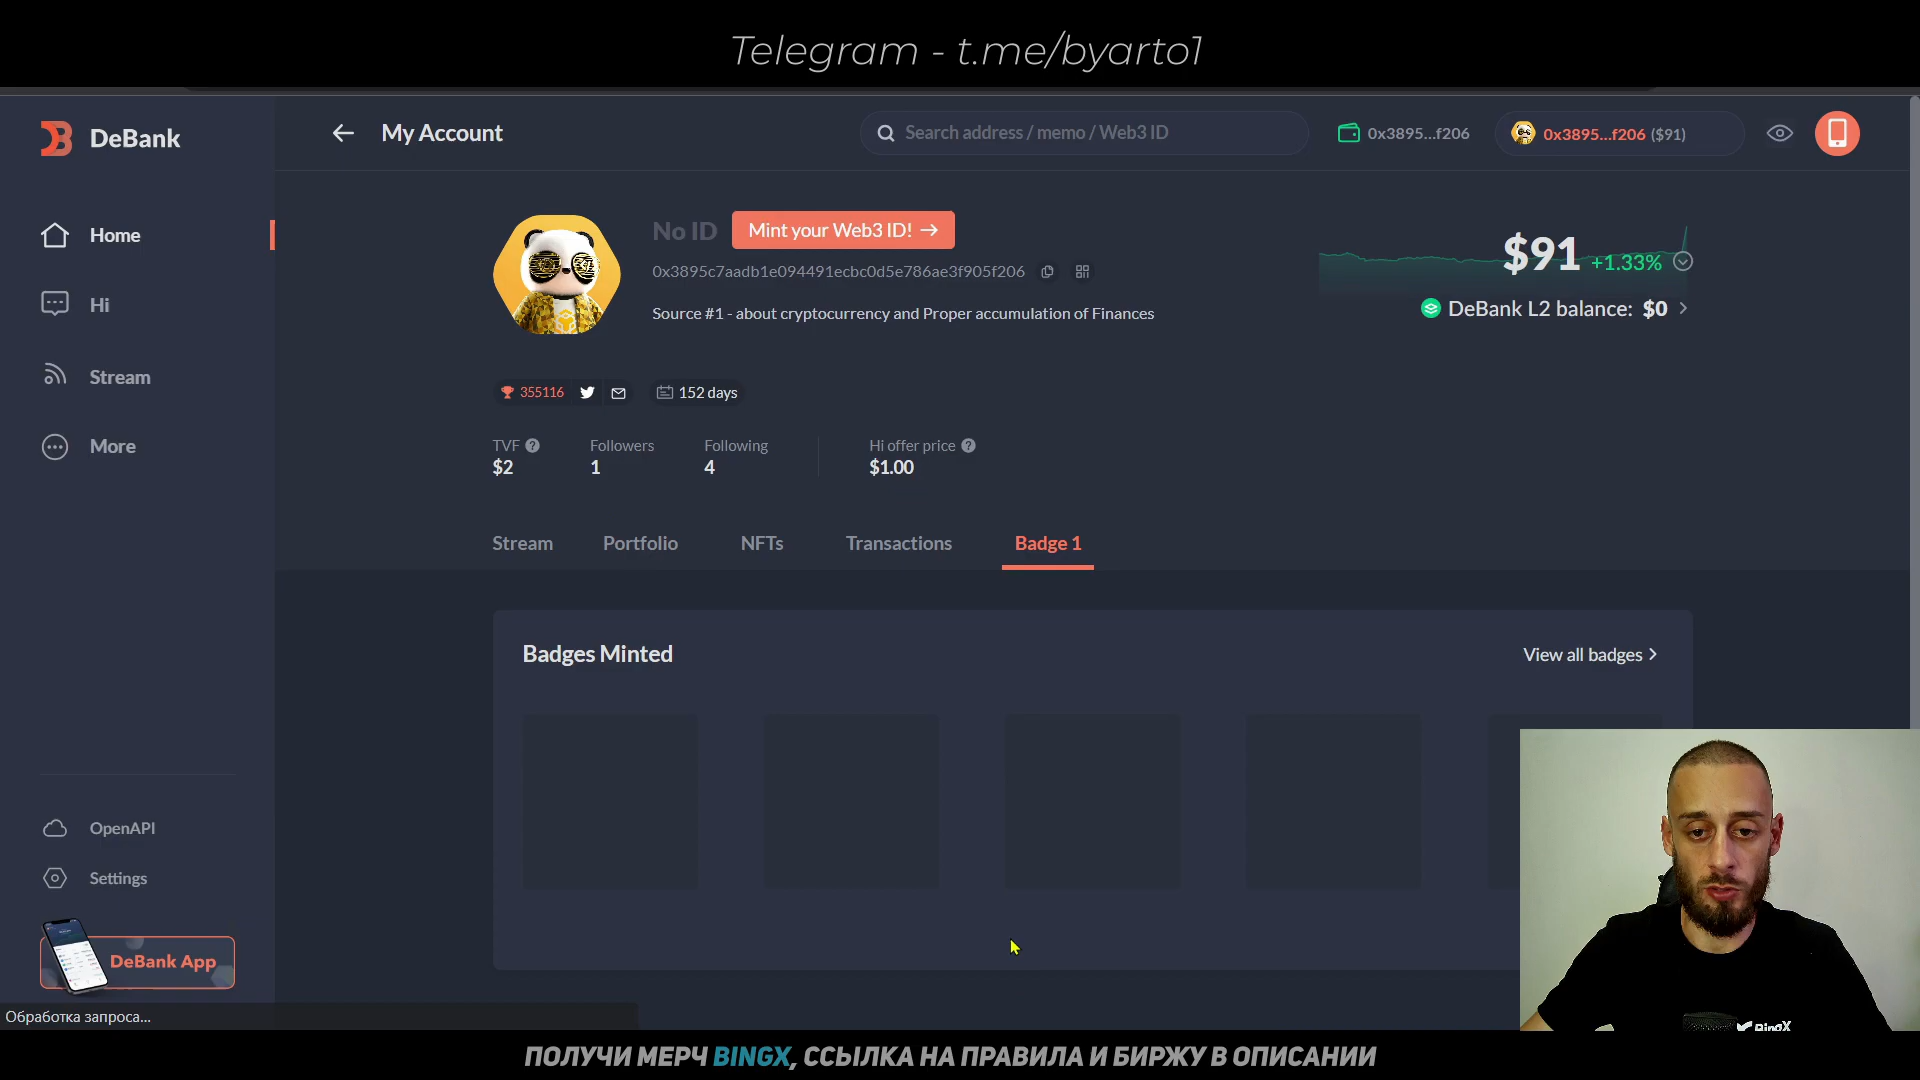 Telegram - t.me/byarto1
DeBank
My Account
Search address / memo / Web3 ID
0x3895...f206
0x3895...f206 ($91)
Home
Hi
Stream
More
No ID
Mint your Web3 ID!
0x3895c7aadb1e094491ecbc0d5e786ae3f905f206
Source #1 - about cryptocurrency and Proper accumulation of Finances
$91 +1.33%
DeBank L2 balance: $0
355116
152 days
TVF
Followers
Following
Hi offer price
$2
1
4
$1.00
Stream
Portfolio
NFTs
Transactions
Badge 1
Badges Minted
View all badges
OpenAPI
Settings
DeBank App
Обработка запроса...
BingX
ПОЛУЧИ МЕРЧ BINGX, ССЫЛКА НА ПРАВИЛА И БИРЖУ В ОПИСАНИИ